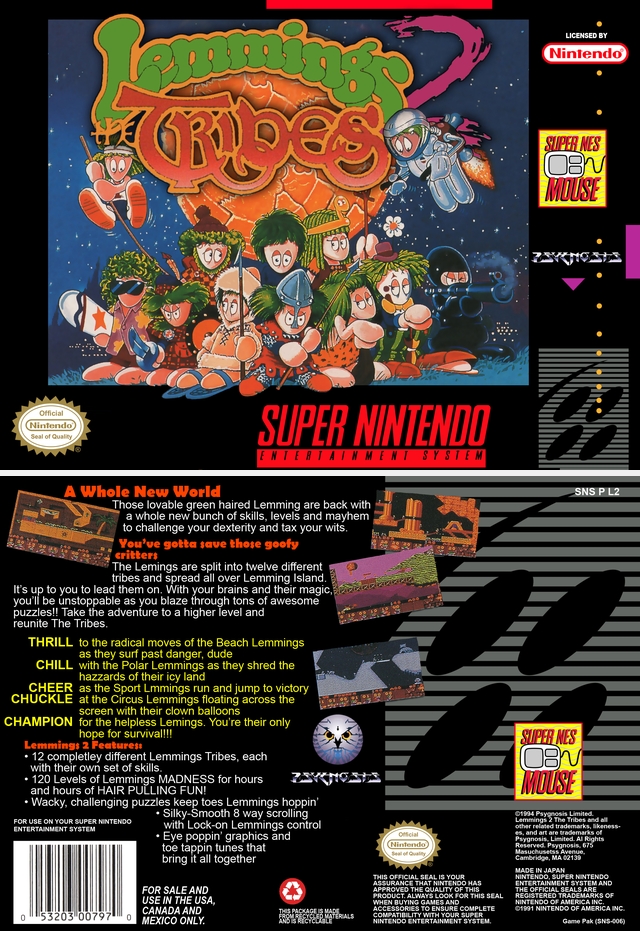 Lemmings 2
THE TRIBES
LICENSED BY
Nintendo
SUPER NES
MOUSE
PSYGNOSIS
Official
Nintendo
Seal of Quality
SUPER NINTENDO
ENTERTAINMENT SYSTEM
SNS P L2
A Whole New World
Those lovable green haired Lemming are back with
a whole new bunch of skills, levels and mayhem
to challenge your dexterity and tax your wits.
You've gotta save those goofy
critters
The Lemings are split into twelve different
tribes and spread all over Lemming Island.
It's up to you to lead them on. With your brains and their magic,
you'll be unstoppable as you blaze through tons of awesome
puzzles!! Take the adventure to a higher level and
reunite The Tribes.
THRILL to the radical moves of the Beach Lemmings
as they surf past danger, dude
CHILL with the Polar Lemmings as they shred the
hazzards of their icy land
CHEER as the Sport Lmmings run and jump to victory
CHUCKLE at the Circus Lemmings floating across the
screen with their clown balloons
CHAMPION for the helpless Lemings. You're their only
hope for survival!!!
Lemmings 2 Features:
• 12 completley different Lemmings Tribes, each
with their own set of skills.
• 120 Levels of Lemmings MADNESS for hours
and hours of HAIR PULLING FUN!
• Wacky, challenging puzzles keep toes Lemmings hoppin'
• Silky-Smooth 8 way scrolling
with Lock-on Lemmings control
• Eye poppin' graphics and
toe tappin tunes that
bring it all together
PSYGNOSIS
SUPER NES
MOUSE
FOR USE ON YOUR SUPER NINTENDO
ENTERTAINMENT SYSTEM
0 53203 00797 0
FOR SALE AND
USE IN THE USA,
CANADA AND
MEXICO ONLY.
THIS PACKAGE IS MADE
FROM RECYCLED MATERIALS
AND IS RECYCLABLE
Official
Nintendo
Seal of Quality
THIS OFFICIAL SEAL IS YOUR
ASSURANCE THAT NINTENDO HAS
APPROVED THE QUALITY OF THIS
PRODUCT. ALWAYS LOOK FOR THIS SEAL
WHEN BUYING GAMES AND
ACCESSORIES TO ENSURE COMPLETE
COMPATIBILITY WITH YOUR SUPER
NINTENDO ENTERTAINMENT SYSTEM.
©1994 Psygnosis Limited.
Lemmings 2 The Tribes and all
other related trademarks, likeness-
es, and art are trademarks of
Psygnosis, Limited. Al Rights
Reserved. Psygnosis, 675
Masuchusetss Avenue,
Cambridge, MA 02139
MADE IN JAPAN
NINTENDO, SUPER NINTENDO
ENTERTAINMENT SYSTEM AND
THE OFFICIAL SEALS ARE
REGISTERED TRADEMARKS OF
NINTENDO OF AMERICA INC.
©1991 NINTENDO OF AMERICA INC.
Game Pak (SNS-006)